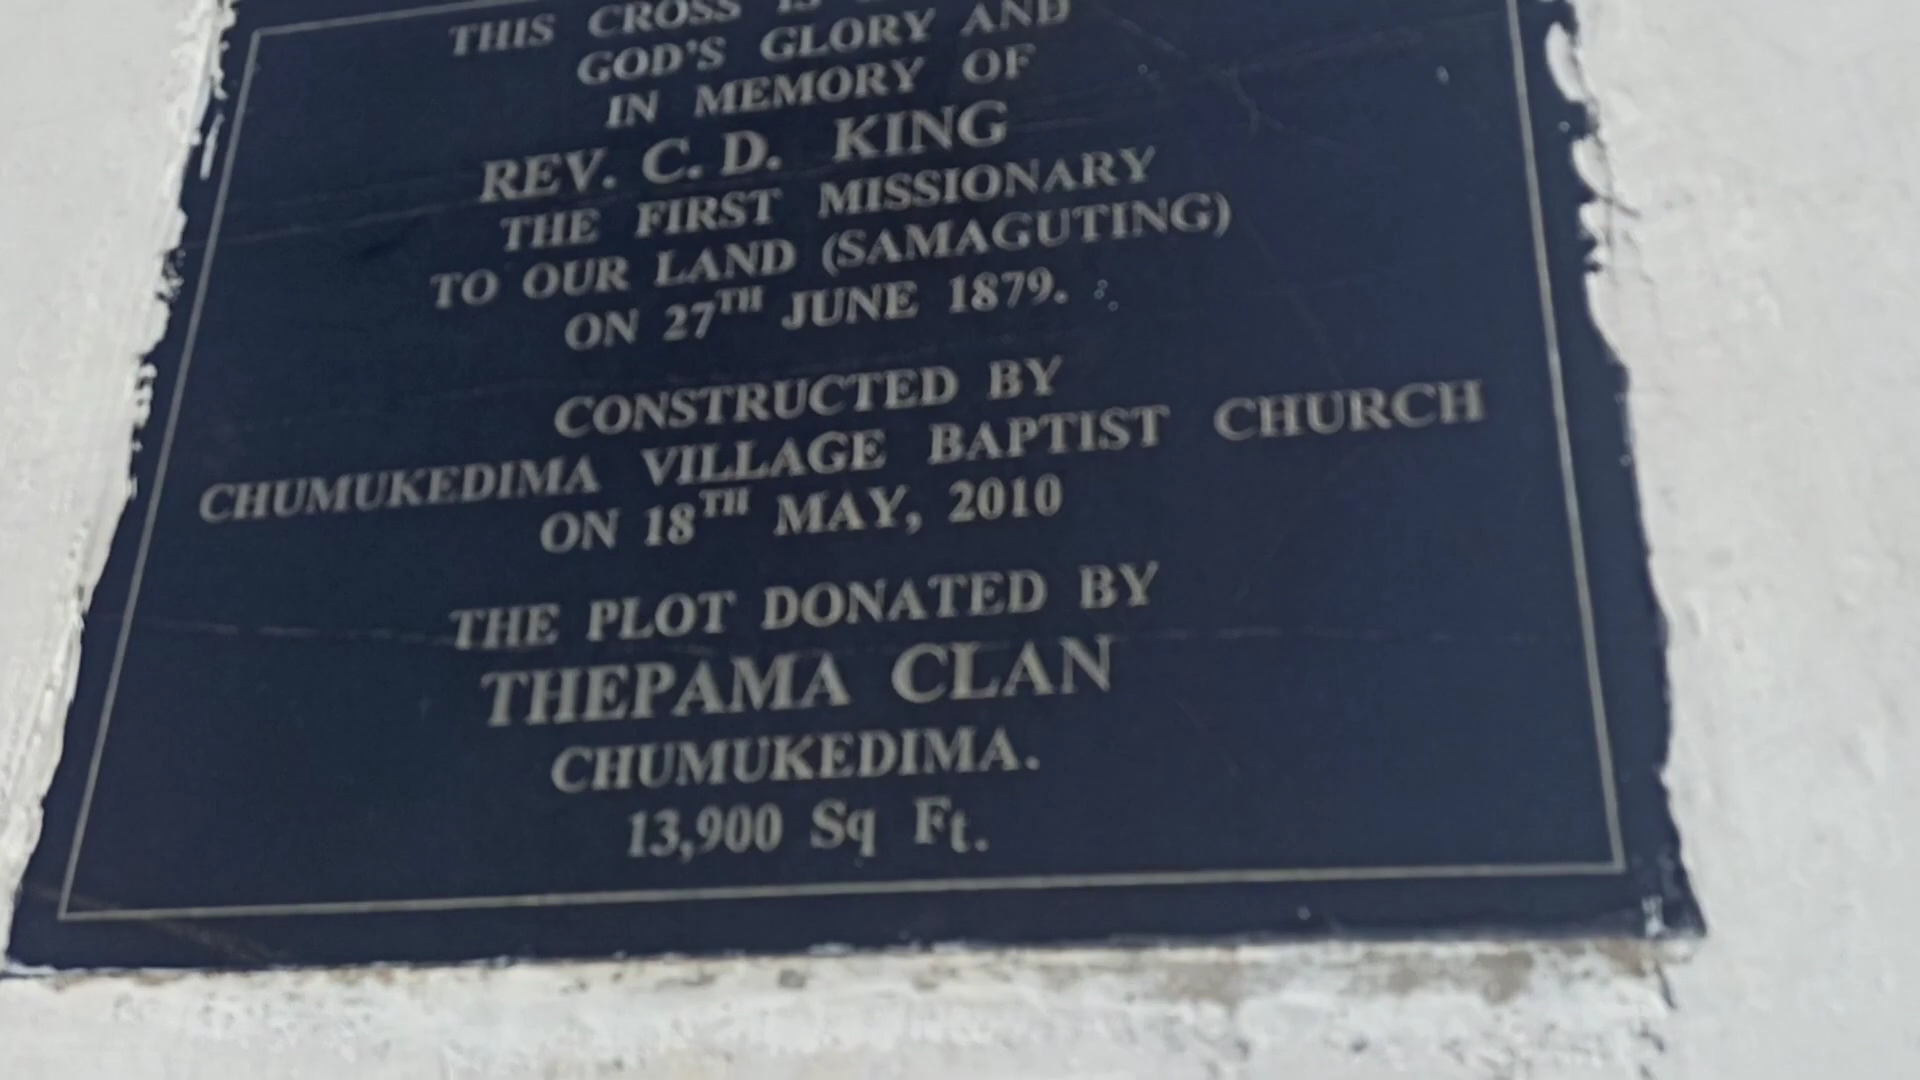 THIS CROSS IS
GOD'S GLORY AND
IN MEMORY OF
REV. C. D. KING
THE FIRST MISSIONARY
TO OUR LAND (SAMAGUTING)
ON 27TH JUNE 1879.
CONSTRUCTED BY
CHUMUKEDIMA VILLAGE BAPTIST CHURCH
ON 18TH MAY, 2010
THE PLOT DONATED BY
THEPAMA CLAN
CHUMUKEDIMA.
13,900 Sq Ft.